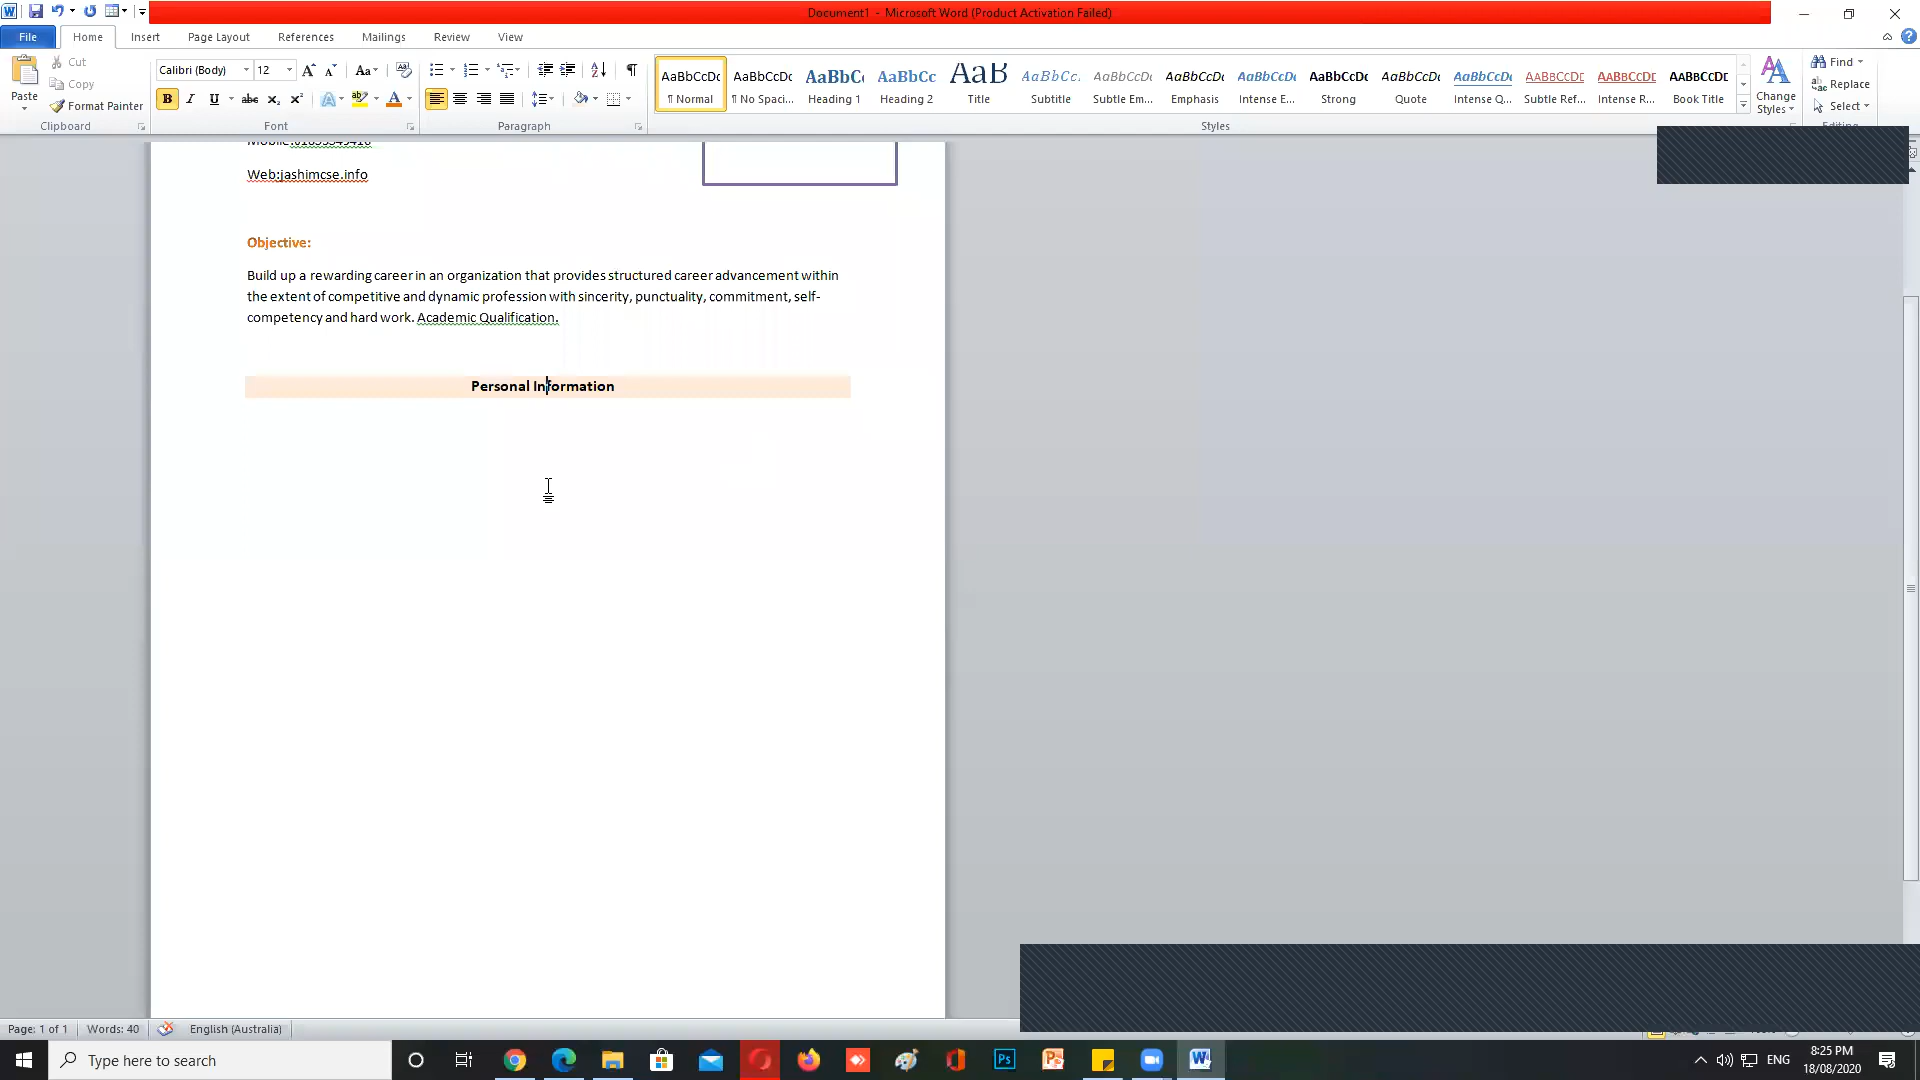 Document1 - Microsoft Word (Product Activation Failed)
File Home Insert Page Layout References Mailings Review View
Paste
Cut
Copy
Format Painter
Clipboard
Calibri (Body) 12
Font
Paragraph
AaBbCcDc AaBbCcDc AaBbCc AaBbCc AaB AaBbCc. AaBbCcDc AaBbCcDc AaBbCcDc AaBbCcDc AaBbCcDc AaBbCcDc AABBCCDE AABBCCDE AABBCCDE
¶ Normal ¶ No Spaci... Heading 1 Heading 2 Title Subtitle Subtle Em... Emphasis Intense E... Strong Quote Intense Q... Subtle Ref... Intense R... Book Title
Styles
Change
Styles
Find
Replace
Select
Web;jashimcse.info
Objective:
Build up a rewarding career in an organization that provides structured career advancement within
the extent of competitive and dynamic profession with sincerity, punctuality, commitment, self-
competency and hard work. Academic Qualification.
Personal Information
Page: 1 of 1 Words: 40 English (Australia)
Type here to search
ENG
8:25 PM
18/08/2020